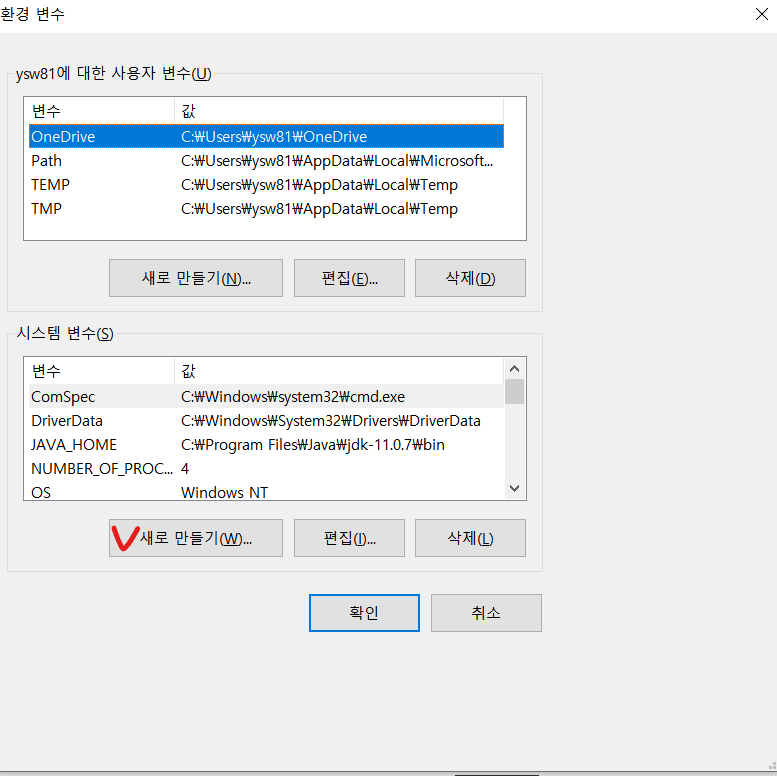 환경 변수
ysw81에 대한 사용자 변수(U)
변수 값
OneDrive C:₩Users₩ysw81₩OneDrive
Path C:₩Users₩ysw81₩AppData₩Local₩Microsoft...
TEMP C:₩Users₩ysw81₩AppData₩Local₩Temp
TMP C:₩Users₩ysw81₩AppData₩Local₩Temp
새로 만들기(N)... 편집(E)... 삭제(D)
시스템 변수(S)
변수 값
ComSpec C:₩Windows₩system32₩cmd.exe
DriverData C:₩Windows₩System32₩Drivers₩DriverData
JAVA_HOME C:₩Program Files₩Java₩jdk-11.0.7₩bin
NUMBER_OF_PROC... 4
OS Windows NT
새로 만들기(W)... 편집(I)... 삭제(L)
확인 취소